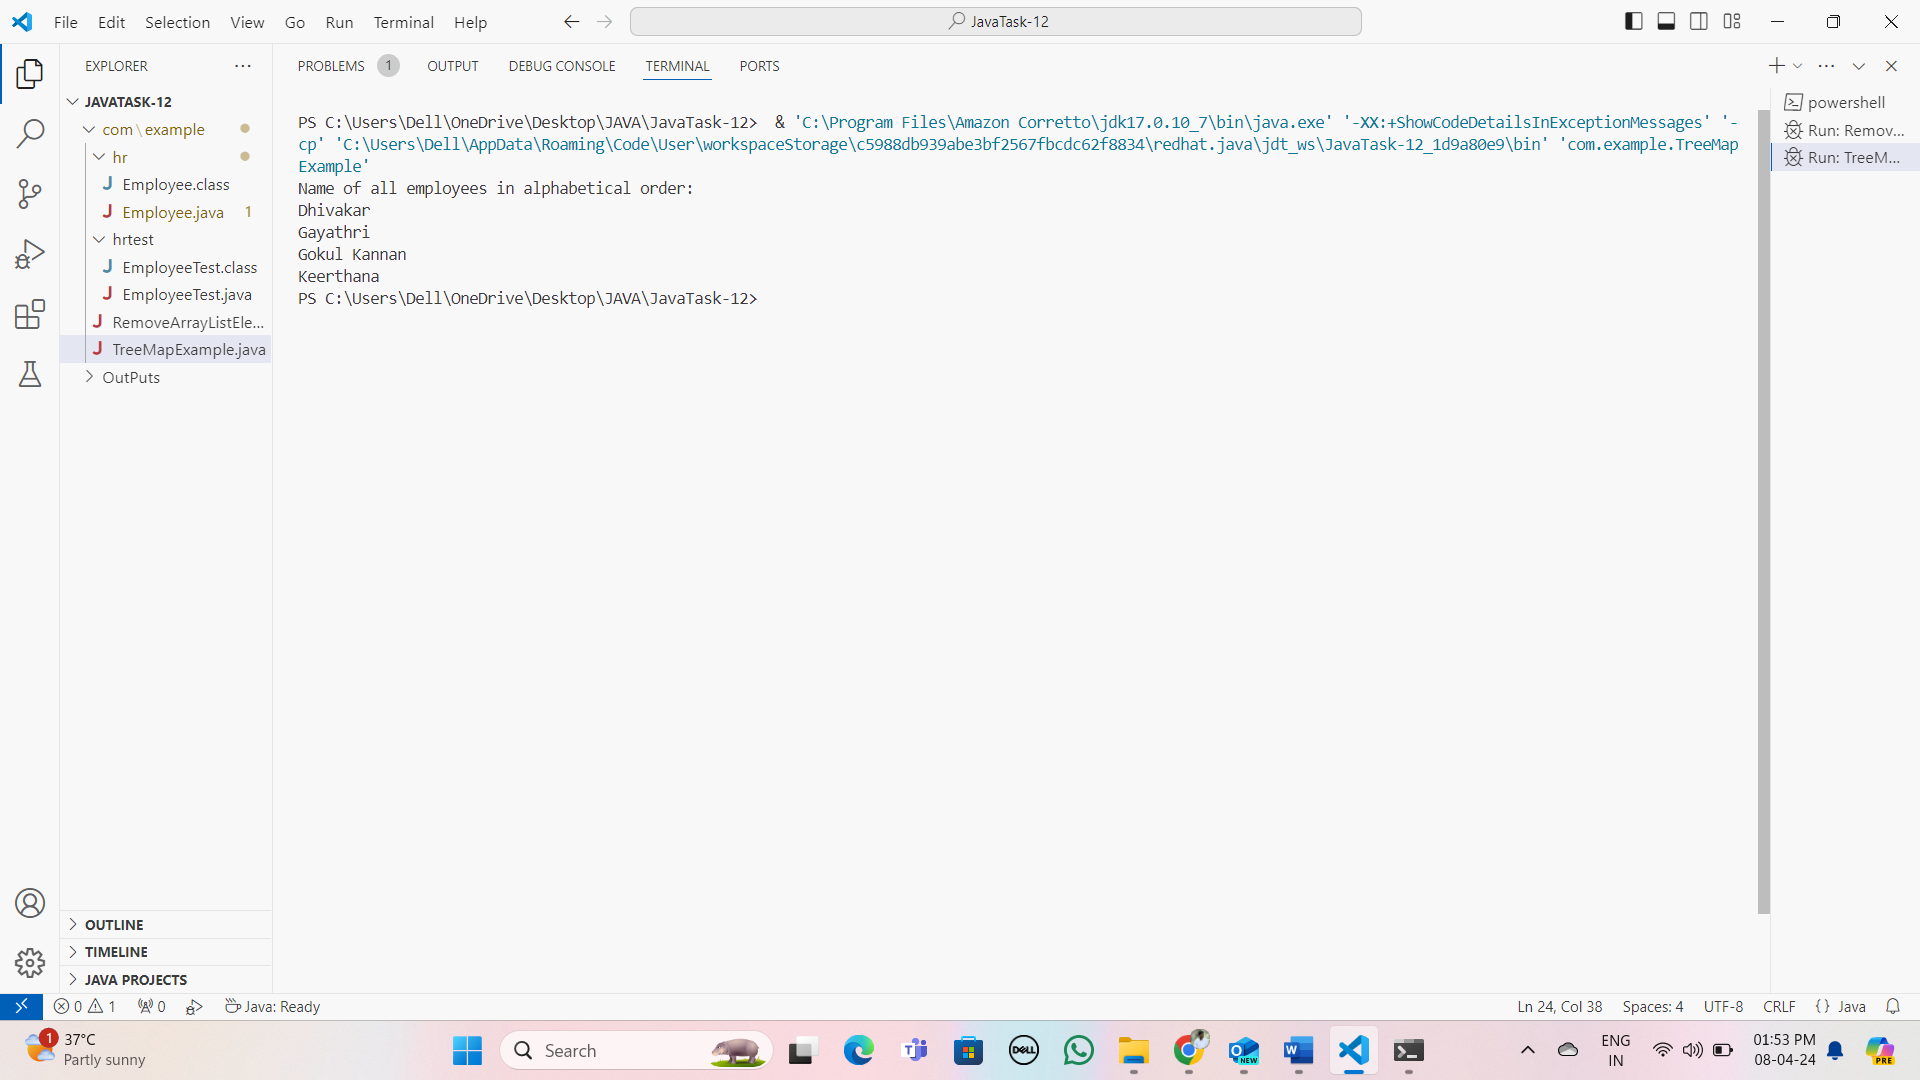 File Edit Selection View Go Run Terminal Help
JavaTask-12
EXPLORER
PROBLEMS 1 OUTPUT DEBUG CONSOLE TERMINAL PORTS
JAVATASK-12
com\example
hr
Employee.class
Employee.java 1
hrtest
EmployeeTest.class
EmployeeTest.java
RemoveArrayListEle...
TreeMapExample.java
OutPuts
PS C:\Users\Dell\OneDrive\Desktop\JAVA\JavaTask-12>  & 'C:\Program Files\Amazon Corretto\jdk17.0.10_7\bin\java.exe' '-XX:+ShowCodeDetailsInExceptionMessages' '-
cp' 'C:\Users\Dell\AppData\Roaming\Code\User\workspaceStorage\c5988db939abe3bf2567fbcdc62f8834\redhat.java\jdt_ws\JavaTask-12_1d9a80e9\bin' 'com.example.TreeMap
Example'
Name of all employees in alphabetical order:
Dhivakar
Gayathri
Gokul Kannan
Keerthana
PS C:\Users\Dell\OneDrive\Desktop\JAVA\JavaTask-12>
powershell
Run: Remov...
Run: TreeM...
OUTLINE
TIMELINE
JAVA PROJECTS
0 1 0 Java: Ready
Ln 24, Col 38 Spaces: 4 UTF-8 CRLF {} Java
1
37°C
Partly sunny
Search
DELL
NEW
ENG
IN
01:53 PM
08-04-24
PRE